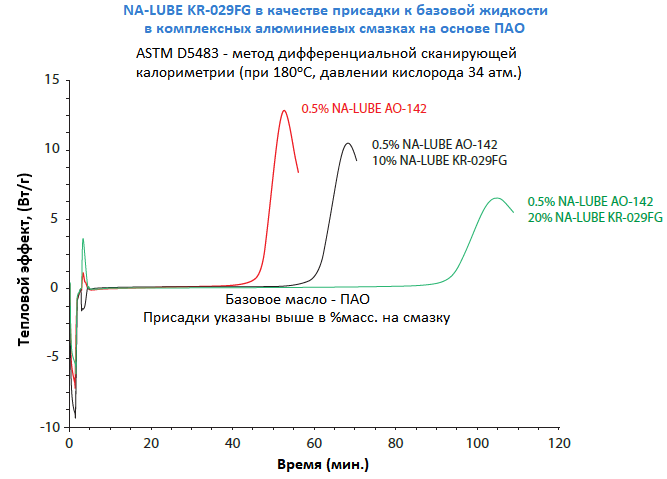 NA-LUBE KR-029FG в качестве присадки к базовой жидкости
в комплексных алюминиевых смазках на основе ПАО
ASTM D5483 - метод дифференциальной сканирующей
калориметрии (при 180°C, давлении кислорода 34 атм.)
15
10
5
0
-5
-10
Тепловой эффект, (Вт/г)
0.5% NA-LUBE AO-142
0.5% NA-LUBE AO-142
10% NA-LUBE KR-029FG
0.5% NA-LUBE AO-142
20% NA-LUBE KR-029FG
Базовое масло - ПАО
Присадки указаны выше в %масс. на смазку
0 20 40 60 80 100 120
Время (мин.)